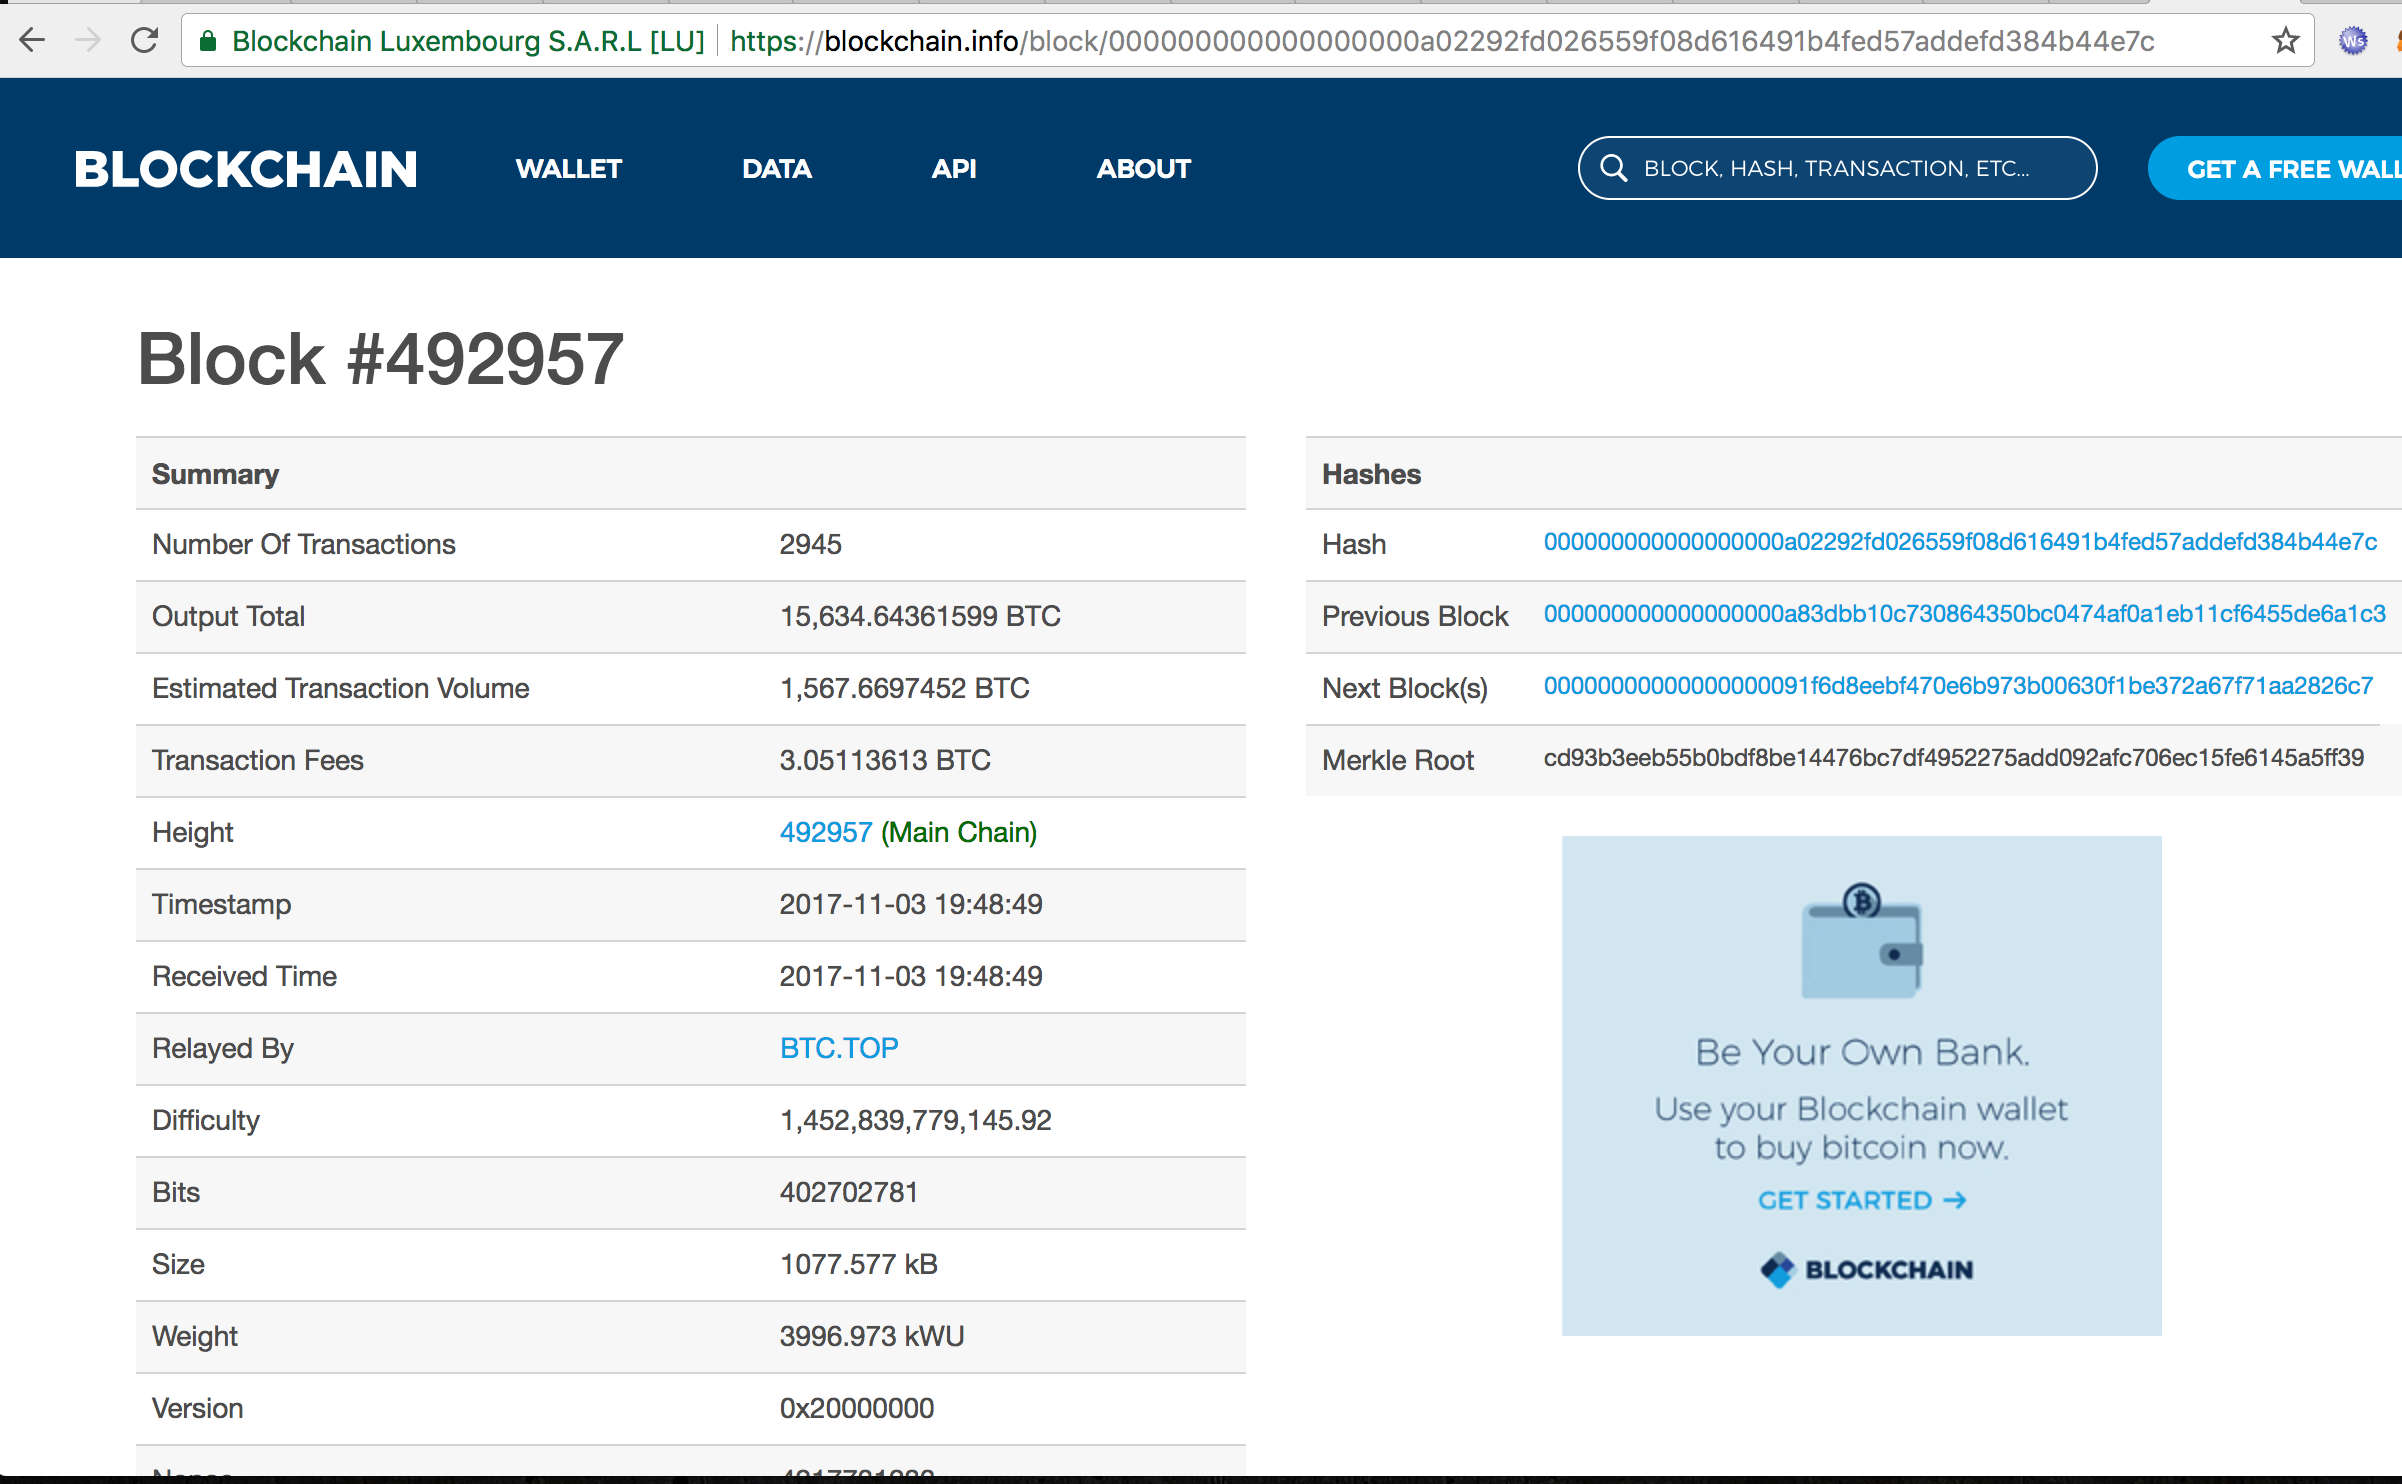 Blockchain Luxembourg S.A.R.L [LU] https://blockchain.info/block/000000000000000000a02292fd026559f08d616491b4fed57addefd384b44e7c
Ws
BLOCKCHAIN WALLET DATA API ABOUT BLOCK, HASH, TRANSACTION, ETC... GET A FREE WALL
Block #492957
Summary
Number Of Transactions 2945
Output Total 15,634.64361599 BTC
Estimated Transaction Volume 1,567.6697452 BTC
Transaction Fees 3.05113613 BTC
Height 492957 (Main Chain)
Timestamp 2017-11-03 19:48:49
Received Time 2017-11-03 19:48:49
Relayed By BTC.TOP
Difficulty 1,452,839,779,145.92
Bits 402702781
Size 1077.577 kB
Weight 3996.973 kWU
Version 0x20000000
Hashes
Hash 000000000000000000a02292fd026559f08d616491b4fed57addefd384b44e7c
Previous Block 000000000000000000a83dbb10c730864350bc0474af0a1eb11cf6455de6a1c3
Next Block(s) 00000000000000000091f6d8eebf470e6b973b00630f1be372a67f71aa2826c7
Merkle Root cd93b3eeb55b0bdf8be14476bc7df4952275add092afc706ec15fe6145a5ff39
Be Your Own Bank.
Use your Blockchain wallet
to buy bitcoin now.
GET STARTED →
BLOCKCHAIN